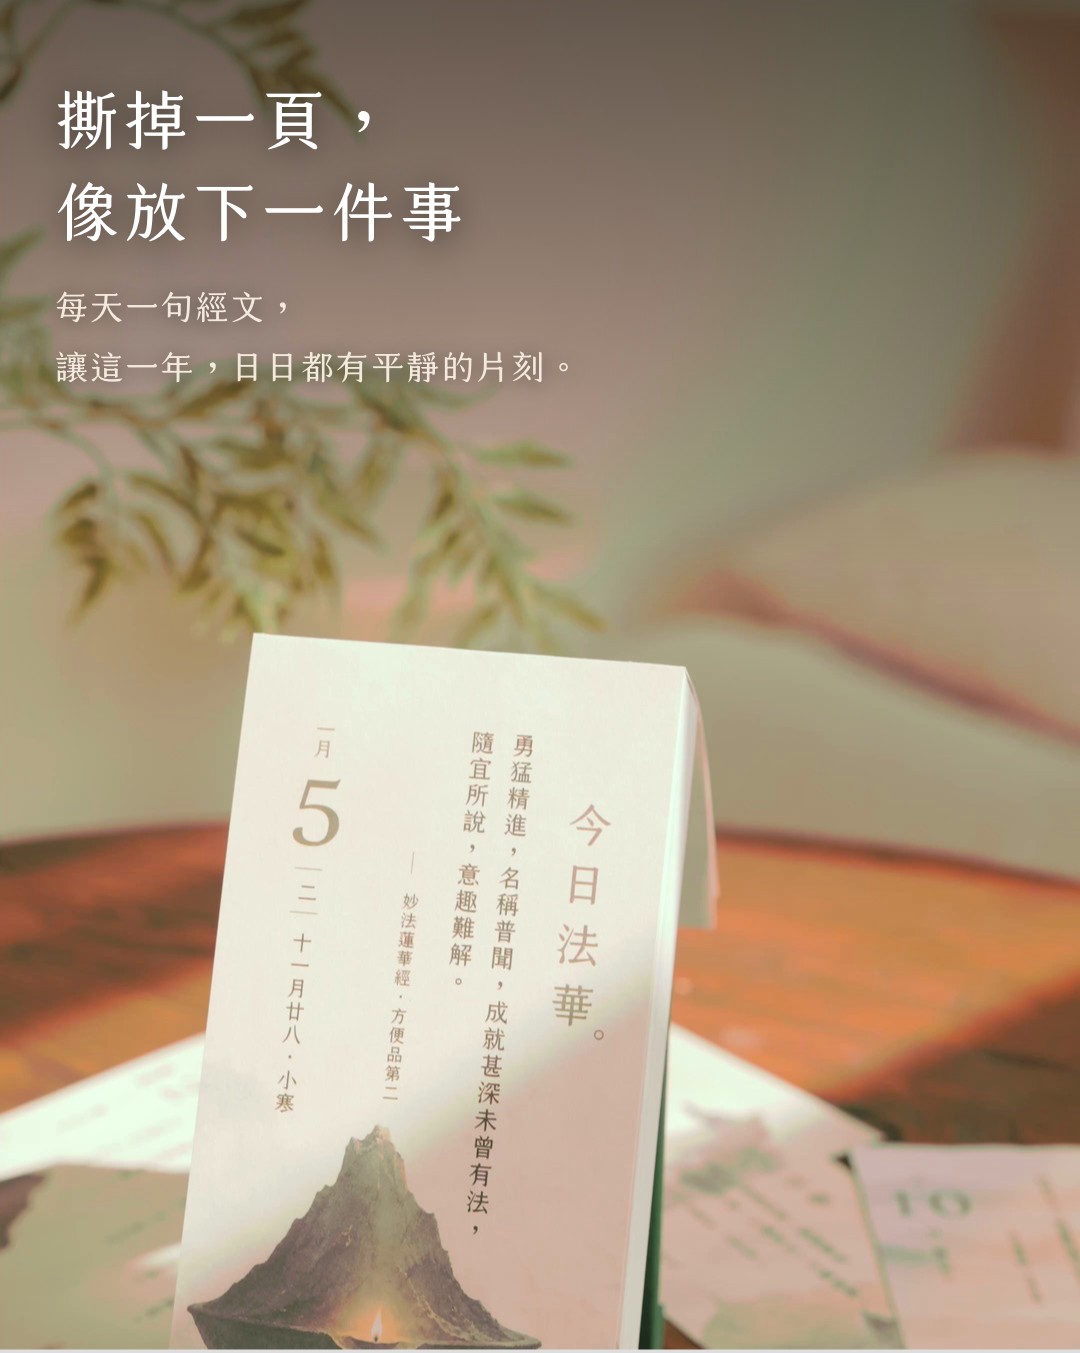 撕掉一頁，
像放下一件事
每天一句經文，
讓這一年，日日都有平靜的片刻。
今日法華。
勇猛精進，名稱普聞，成就甚深未曾有法，
隨宜所說，意趣難解。
—— 妙法蓮華經．方便品第二
一月
5
二
十一月廿八．小寒
10